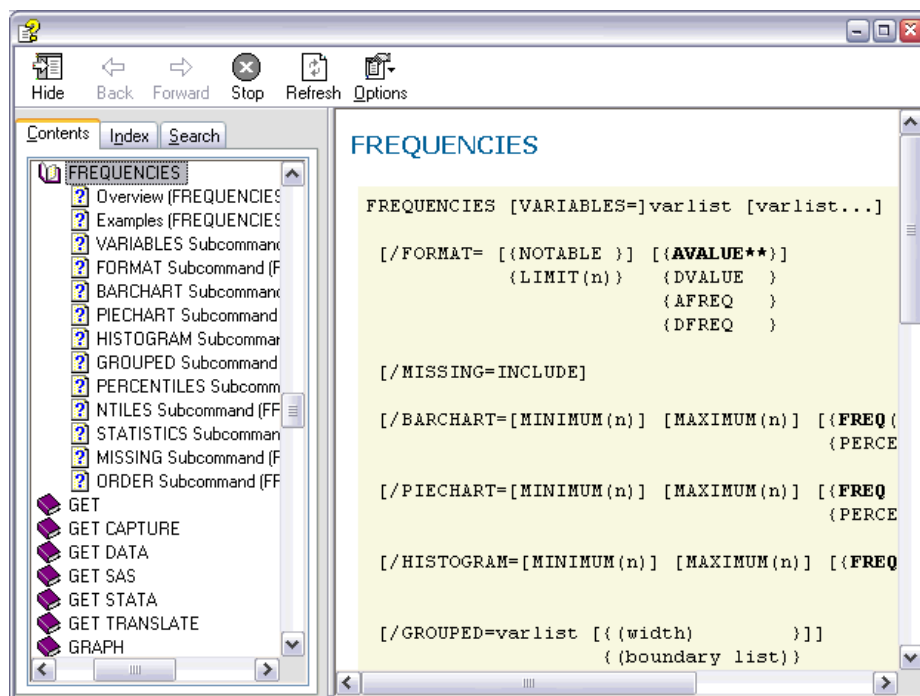 Hide Back Forward Stop Refresh Options
Contents Index Search
FREQUENCIES
Overview (FREQUENCIES
Examples (FREQUENCIES
VARIABLES Subcommand
FORMAT Subcommand (F
BARCHART Subcommand
PIECHART Subcommand
HISTOGRAM Subcommar
GROUPED Subcommand
PERCENTILES Subcomm
NTILES Subcommand (FF
STATISTICS Subcomman
MISSING Subcommand (F
ORDER Subcommand (FF
GET
GET CAPTURE
GET DATA
GET SAS
GET STATA
GET TRANSLATE
GRAPH
FREQUENCIES
FREQUENCIES [VARIABLES=]varlist [varlist...]
[/FORMAT= [{NOTABLE }] [{AVALUE**}]
{LIMIT(n)} {DVALUE }
{AFREQ }
{DFREQ }
[/MISSING=INCLUDE]
[/BARCHART=[MINIMUM(n)] [MAXIMUM(n)] [{FREQ(
{PERCE
[/PIECHART=[MINIMUM(n)] [MAXIMUM(n)] [{FREQ
{PERCE
[/HISTOGRAM=[MINIMUM(n)] [MAXIMUM(n)] [{FREQ
[/GROUPED=varlist [{(width) }]]
{(boundary list)}